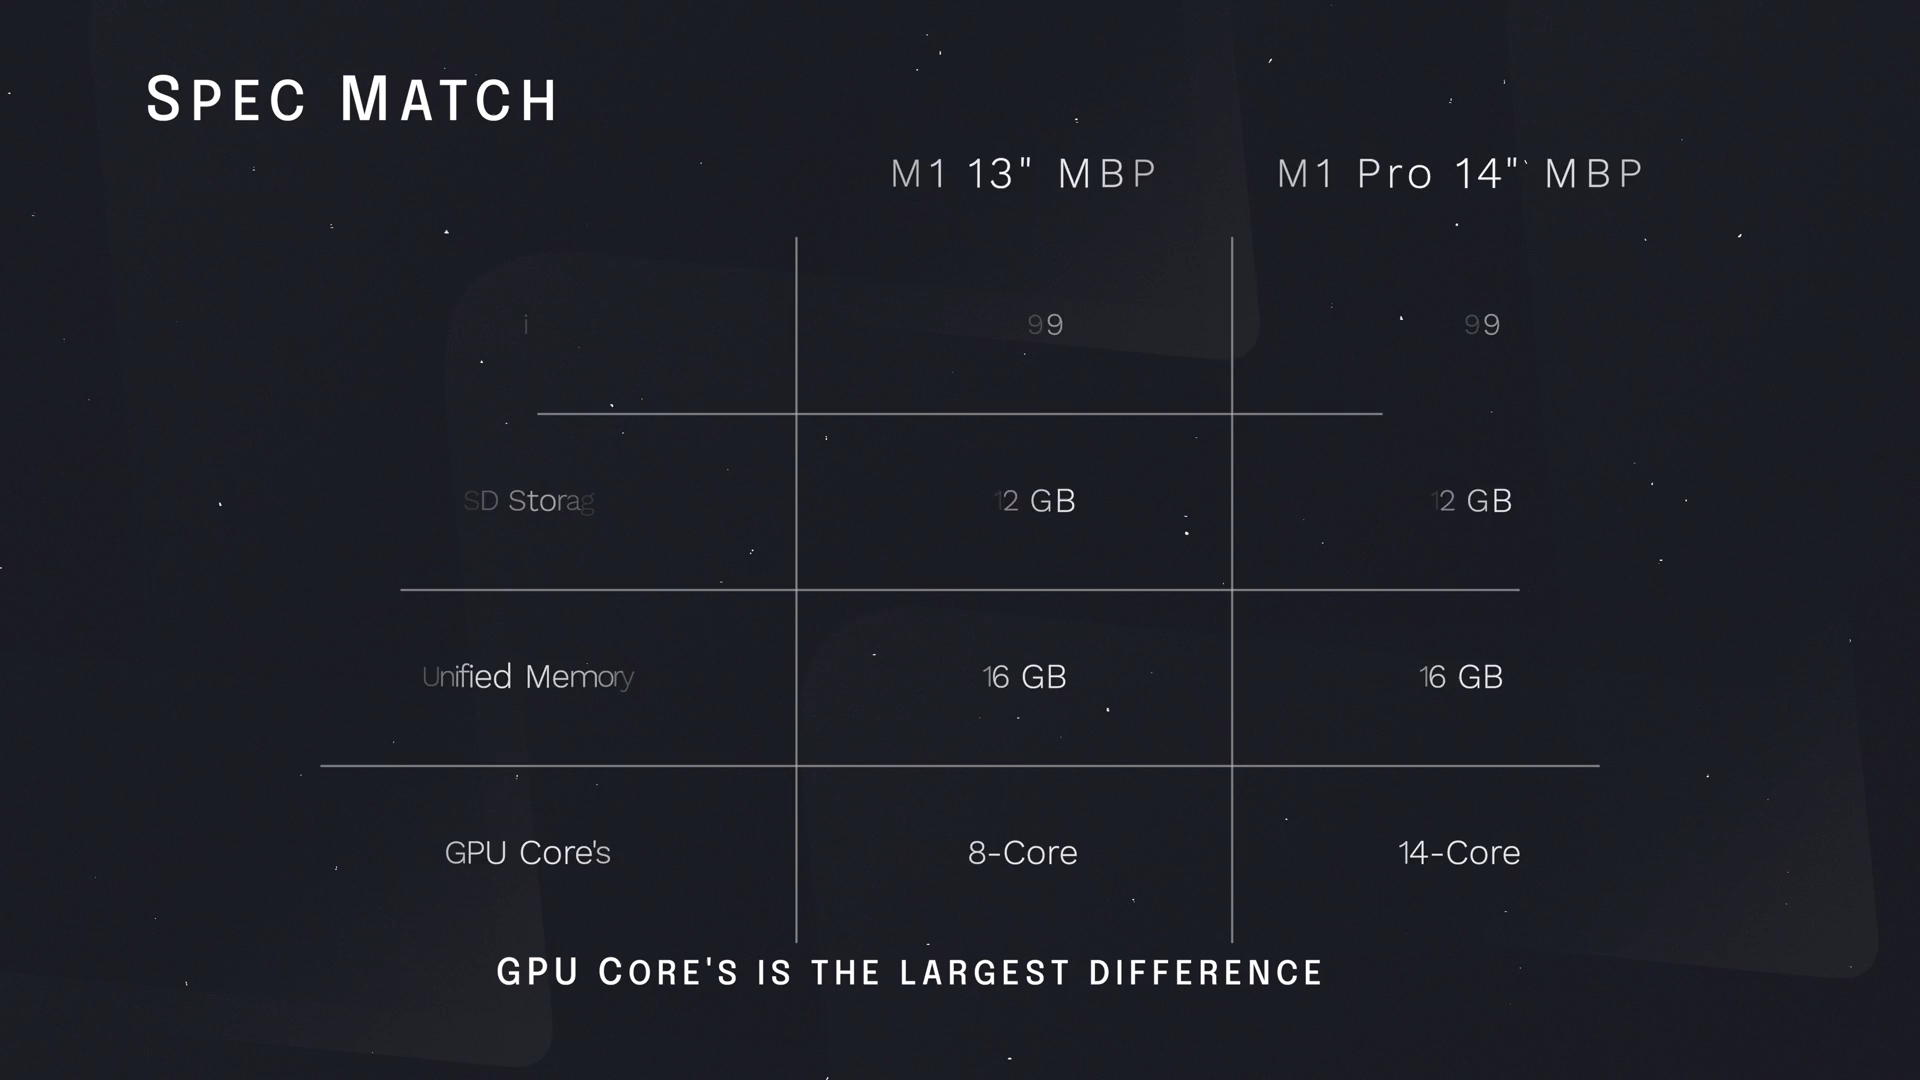 SPEC MATCH
M1 13" MBP M1 Pro 14" MBP
i 99 99
SD Storag 12 GB 12 GB
Unified Memory 16 GB 16 GB
GPU Core's 8-Core 14-Core
GPU CORE'S IS THE LARGEST DIFFERENCE